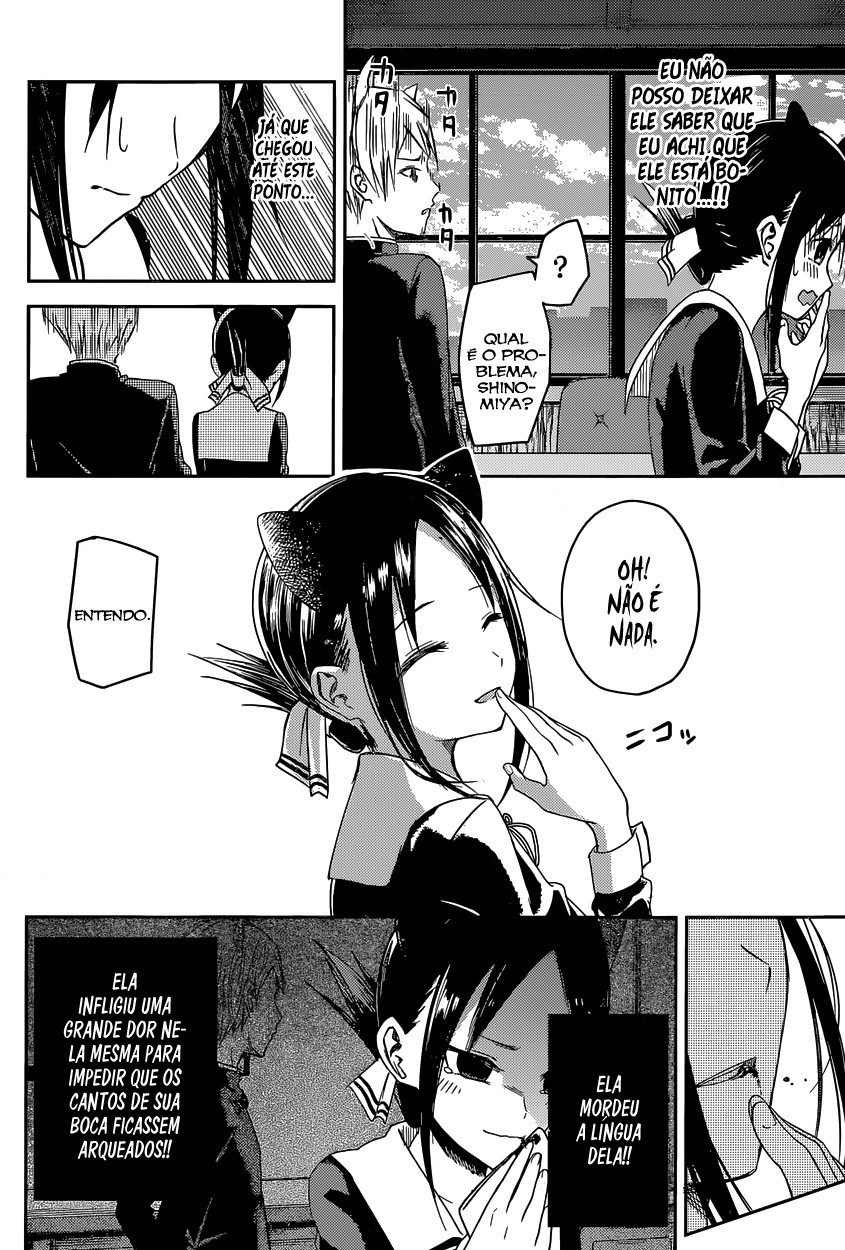 EU NÃO
POSSO DEIXAR
ELE SABER QUE
EU ACHI QUE
ELE ESTÁ BO-
NITO...!!
カタ
カタ
?
QUAL
É O PRO-
BLEMA,
SHINO-
MIYA?
JÁ QUE
CHEGOU
ATÉ ESTE
PONTO...
OH!
NÃO É
NADA.
ニコッ
ENTENDO.
ELA
MORDEU
A LINGUA
DELA!!
ELA
INFLIGIU UMA
GRANDE DOR NE-
LA MESMA PARA
IMPEDIR QUE OS
CANTOS DE SUA
BOCA FICASSEM
ARQUEADOS!!